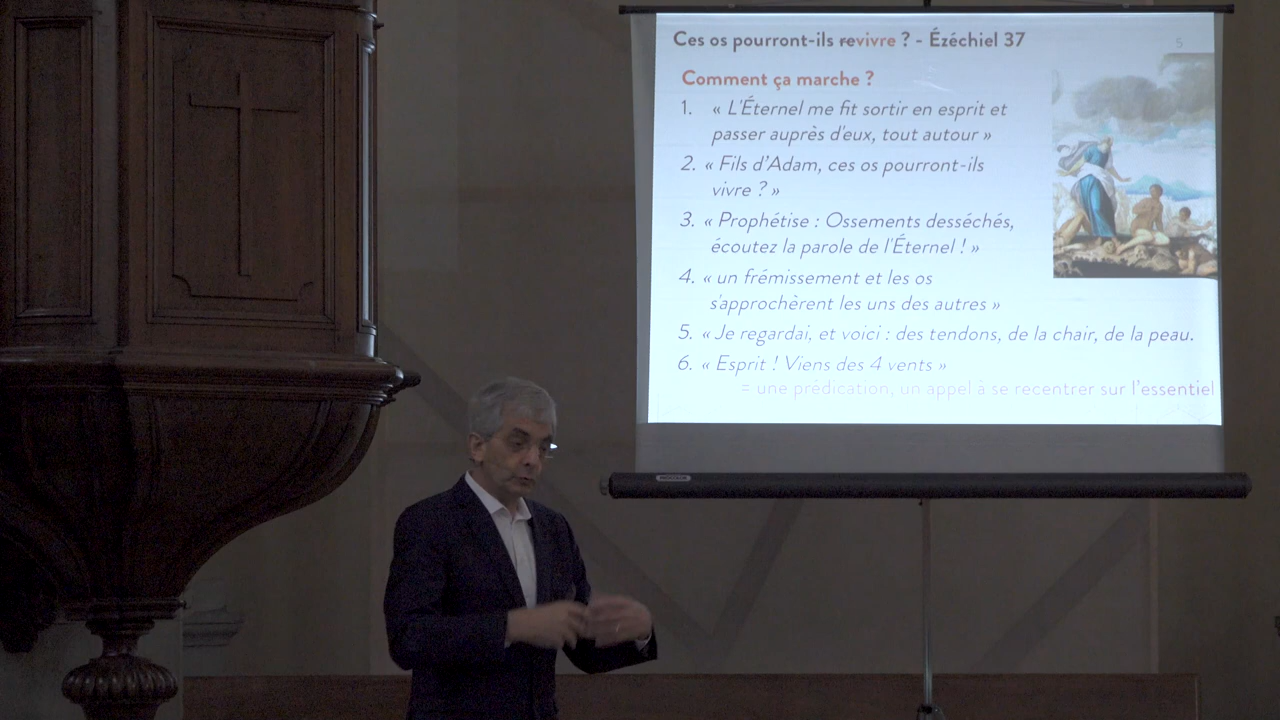 Ces os pourront-ils revivre ? - Ézéchiel 37
5
Comment ça marche ?
1. « L'Éternel me fit sortir en esprit et
passer auprès d'eux, tout autour »
2. « Fils d’Adam, ces os pourront-ils
vivre ? »
3. « Prophétise : Ossements desséchés,
écoutez la parole de l'Éternel ! »
4. « un frémissement et les os
s'approchèrent les uns des autres »
5. « Je regardai, et voici : des tendons, de la chair, de la peau.
6. « Esprit ! Viens des 4 vents »
= une prédication, un appel à se recentrer sur l’essentiel